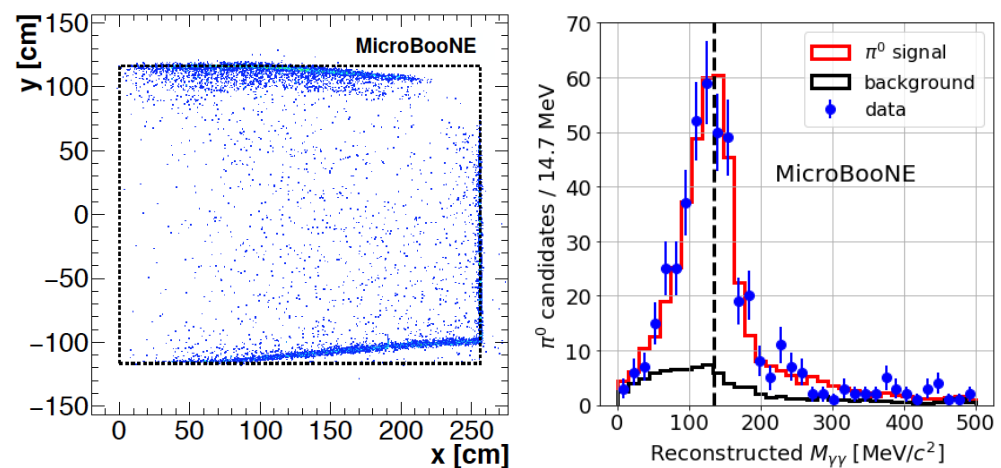 MicroBooNE
y [cm]
150
100
50
0
−50
−100
−150
0 50 100 150 200 250
x [cm]
π⁰ signal
background
data
MicroBooNE
π⁰ candidates / 14.7 MeV
70
60
50
40
30
20
10
0
0 100 200 300 400 500
Reconstructed Mγγ [MeV/c²]